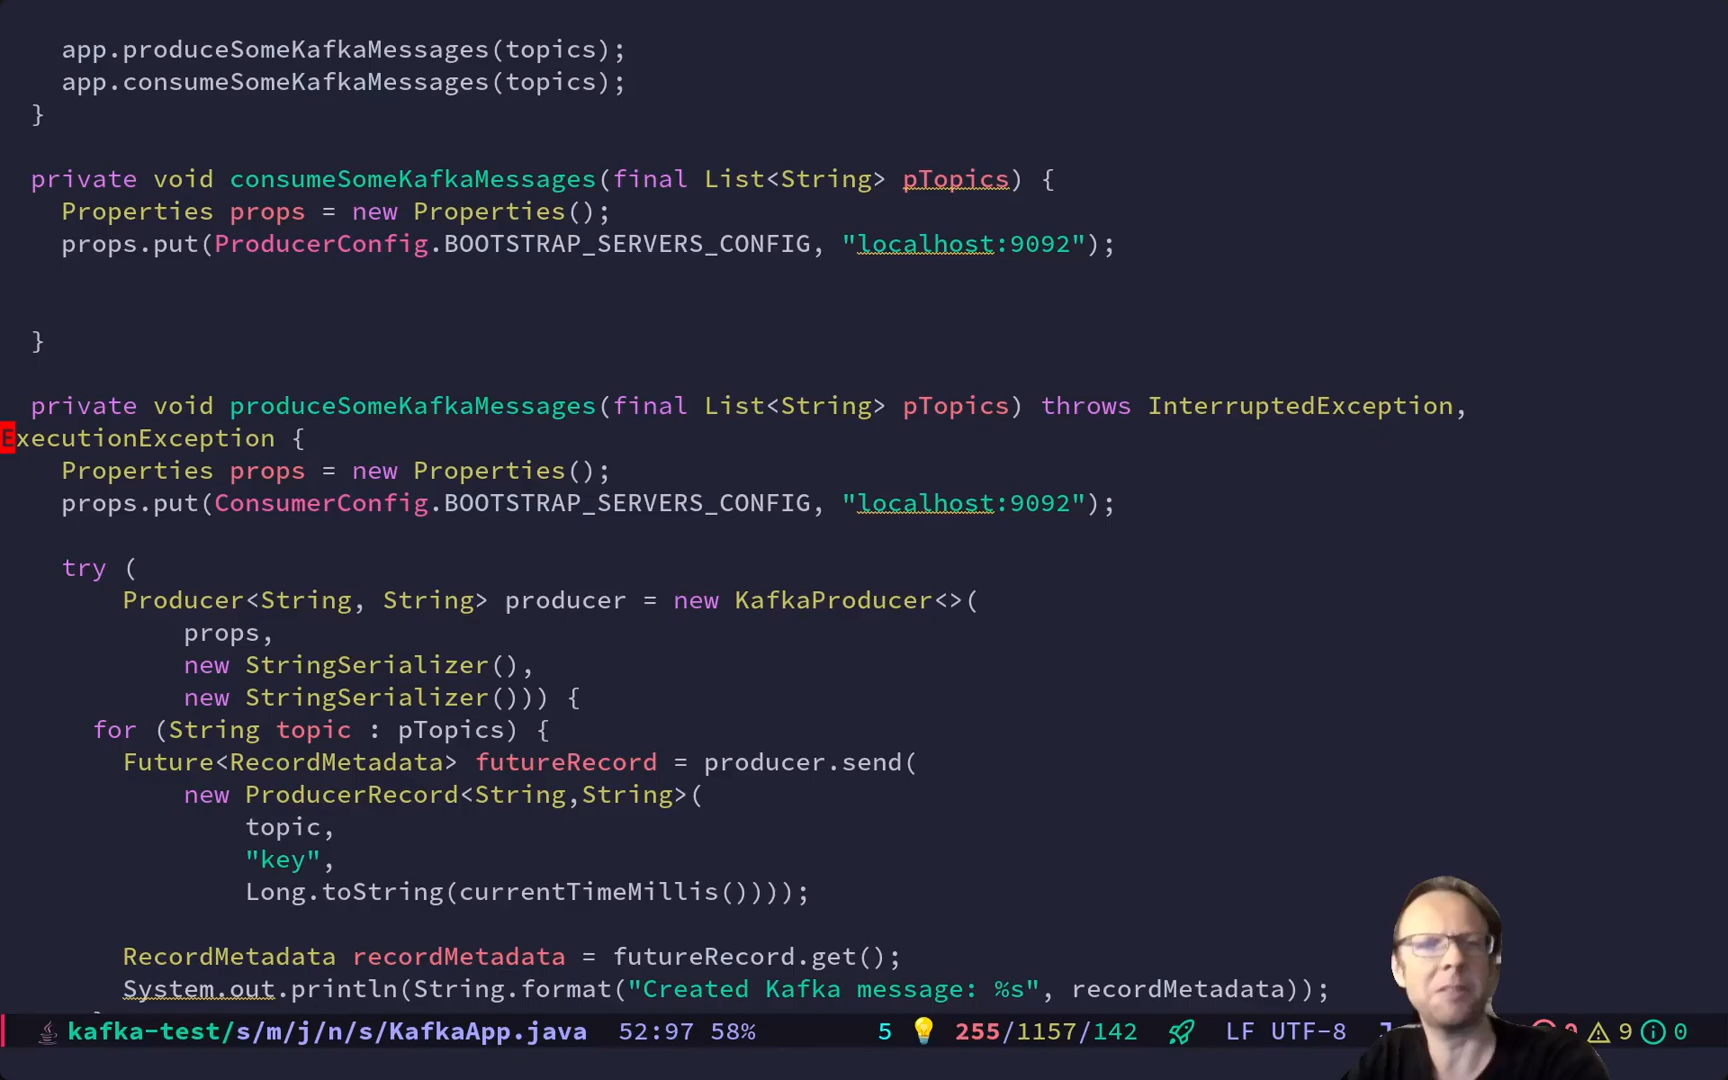 app.produceSomeKafkaMessages(topics);
app.consumeSomeKafkaMessages(topics);
}
private void consumeSomeKafkaMessages(final List<String> pTopics) {
Properties props = new Properties();
props.put(ProducerConfig.BOOTSTRAP_SERVERS_CONFIG, "localhost:9092");
}
private void produceSomeKafkaMessages(final List<String> pTopics) throws InterruptedException,
ExecutionException {
Properties props = new Properties();
props.put(ConsumerConfig.BOOTSTRAP_SERVERS_CONFIG, "localhost:9092");
try (
Producer<String, String> producer = new KafkaProducer<>(
props,
new StringSerializer(),
new StringSerializer())) {
for (String topic : pTopics) {
Future<RecordMetadata> futureRecord = producer.send(
new ProducerRecord<String,String>(
topic,
"key",
Long.toString(currentTimeMillis())));
RecordMetadata recordMetadata = futureRecord.get();
System.out.println(String.format("Created Kafka message: %s", recordMetadata));
kafka-test/s/m/j/n/s/KafkaApp.java 52:97 58% 5 255/1157/142 LF UTF-8 9 0